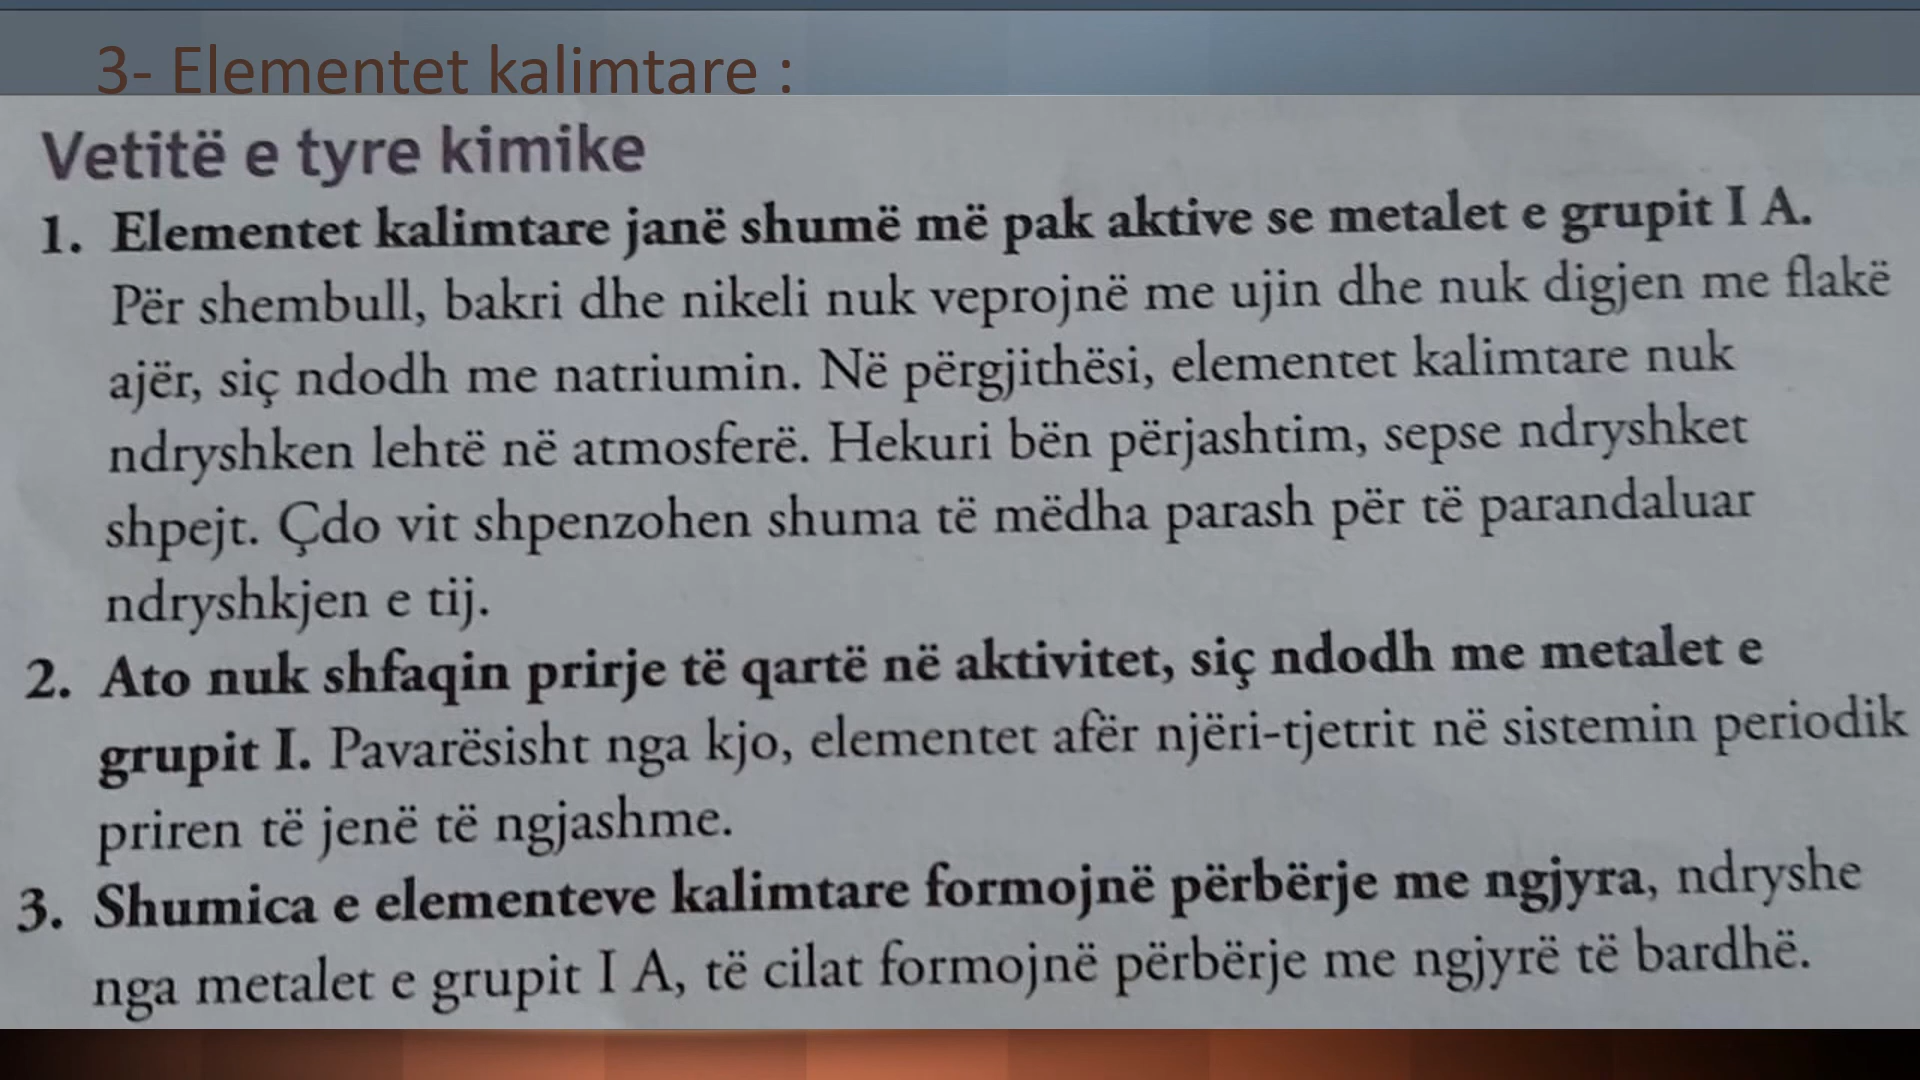 3- Elementet kalimtare :
Vetitë e tyre kimike
1. Elementet kalimtare janë shumë më pak aktive se metalet e grupit I A.
Për shembull, bakri dhe nikeli nuk veprojnë me ujin dhe nuk digjen me flakë
ajër, siç ndodh me natriumin. Në përgjithësi, elementet kalimtare nuk
ndryshken lehtë në atmosferë. Hekuri bën përjashtim, sepse ndryshket
shpejt. Çdo vit shpenzohen shuma të mëdha parash për të parandaluar
ndryshkjen e tij.
2. Ato nuk shfaqin prirje të qartë në aktivitet, siç ndodh me metalet e
grupit I. Pavarësisht nga kjo, elementet afër njëri-tjetrit në sistemin periodik
priren të jenë të ngjashme.
3. Shumica e elementeve kalimtare formojnë përbërje me ngjyra, ndryshe
nga metalet e grupit I A, të cilat formojnë përbërje me ngjyrë të bardhë.